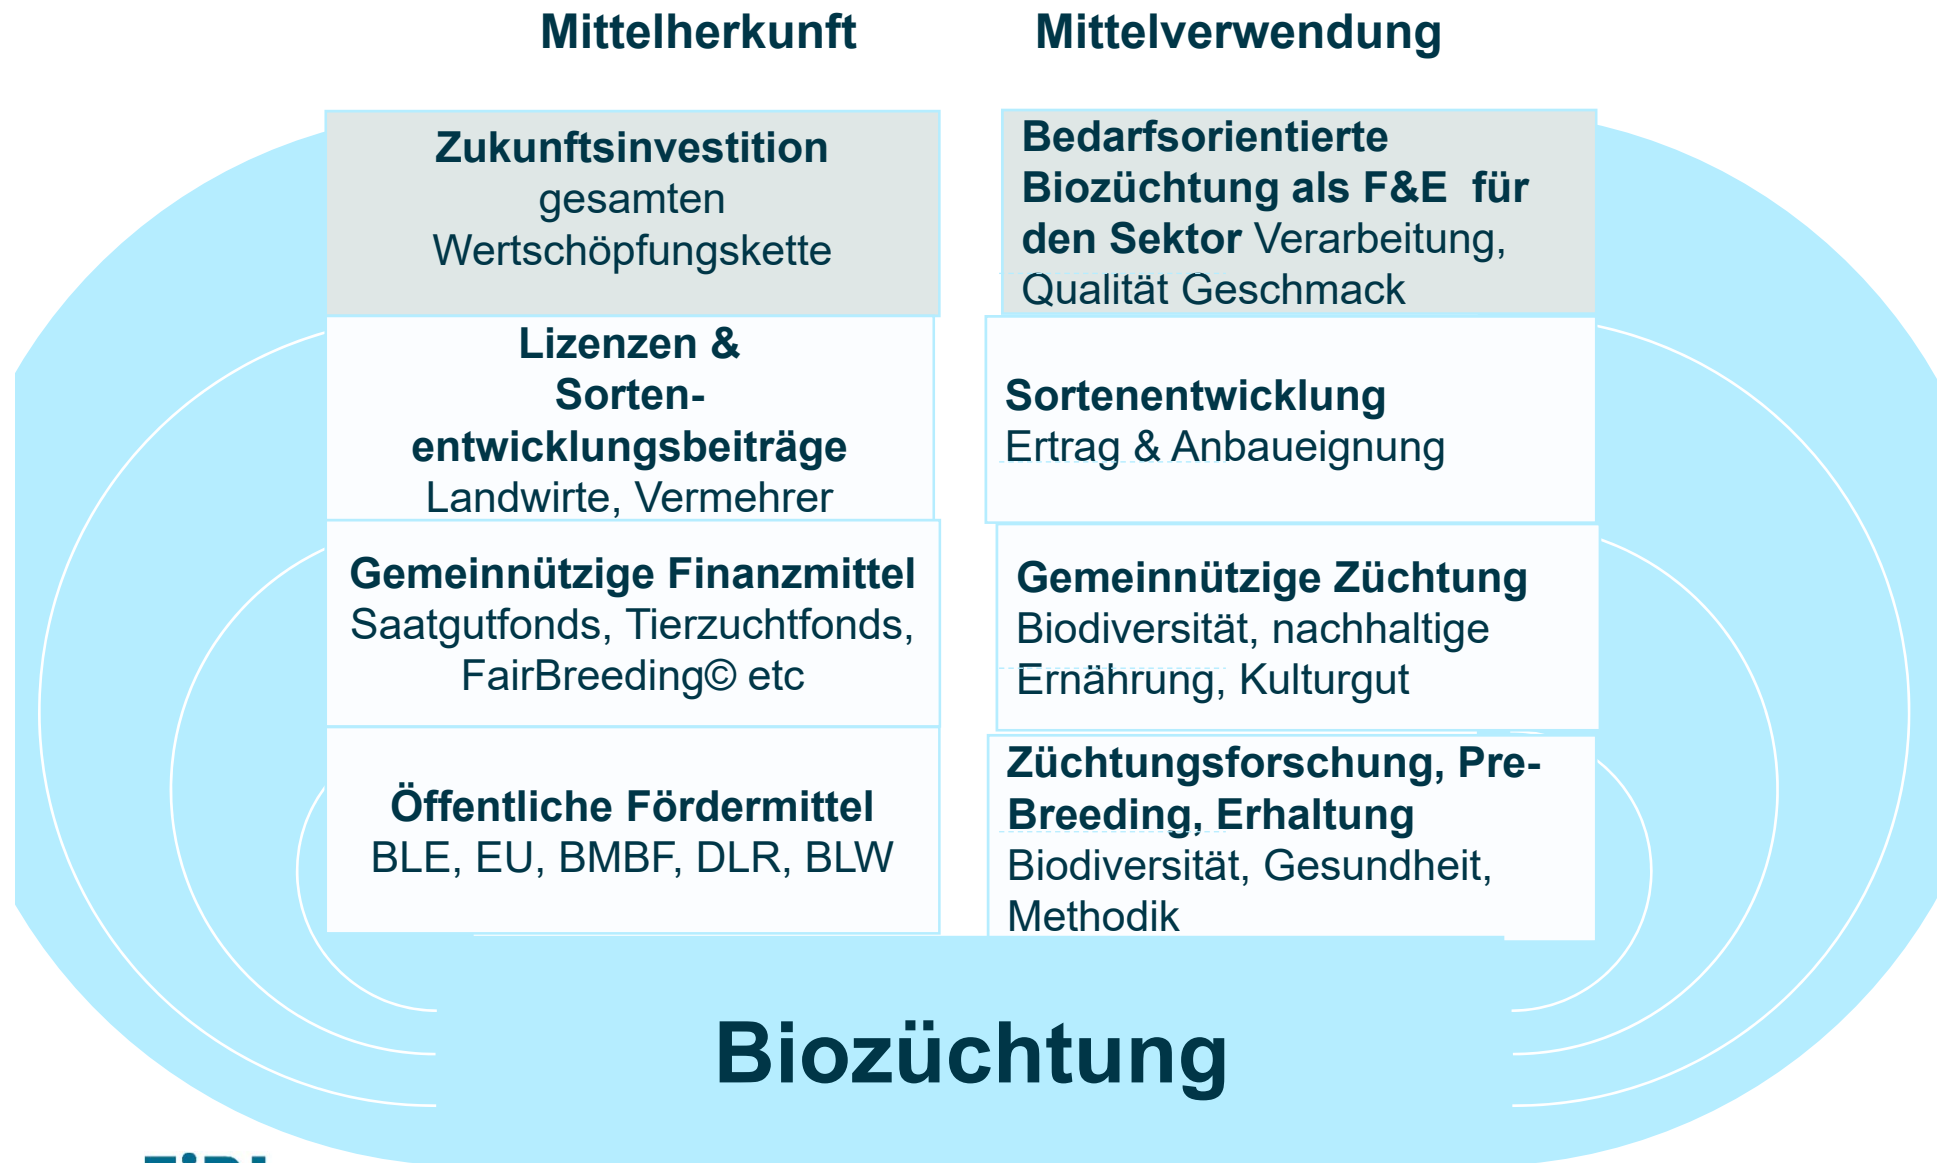 Mittelherkunft
Mittelverwendung
Zukunftsinvestition
gesamten
Wertschöpfungskette
Bedarfsorientierte
Biozüchtung als F&E für
den Sektor Verarbeitung,
Qualität Geschmack
Lizenzen &
Sorten-
entwicklungsbeiträge
Landwirte, Vermehrer
Sortenentwicklung
Ertrag & Anbaueignung
Gemeinnützige Finanzmittel
Saatgutfonds, Tierzuchtfonds,
FairBreeding© etc
Gemeinnützige Züchtung
Biodiversität, nachhaltige
Ernährung, Kulturgut
Öffentliche Fördermittel
BLE, EU, BMBF, DLR, BLW
Züchtungsforschung, Pre-
Breeding, Erhaltung
Biodiversität, Gesundheit,
Methodik
Biozüchtung